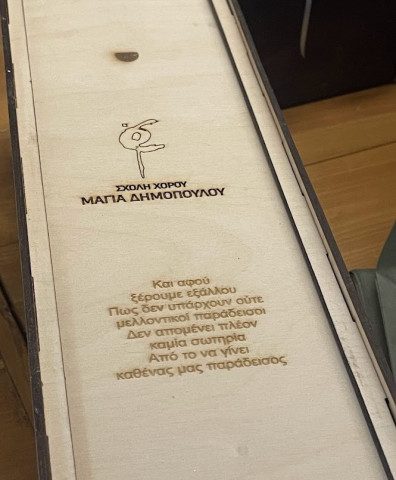 ΣΧΟΛΗ ΧΟΡΟΥ
ΜΑΓΙΑ ΔΗΜΟΠΟΥΛΟΥ
Και αφού
ξέρουμε εξάλλου
Πως δεν υπάρχουν ούτε
μελλοντικοί παράδεισοι
Δεν απομένει πλέον
καμία σωτηρία
Από το να γίνει
καθένας μας παράδεισος